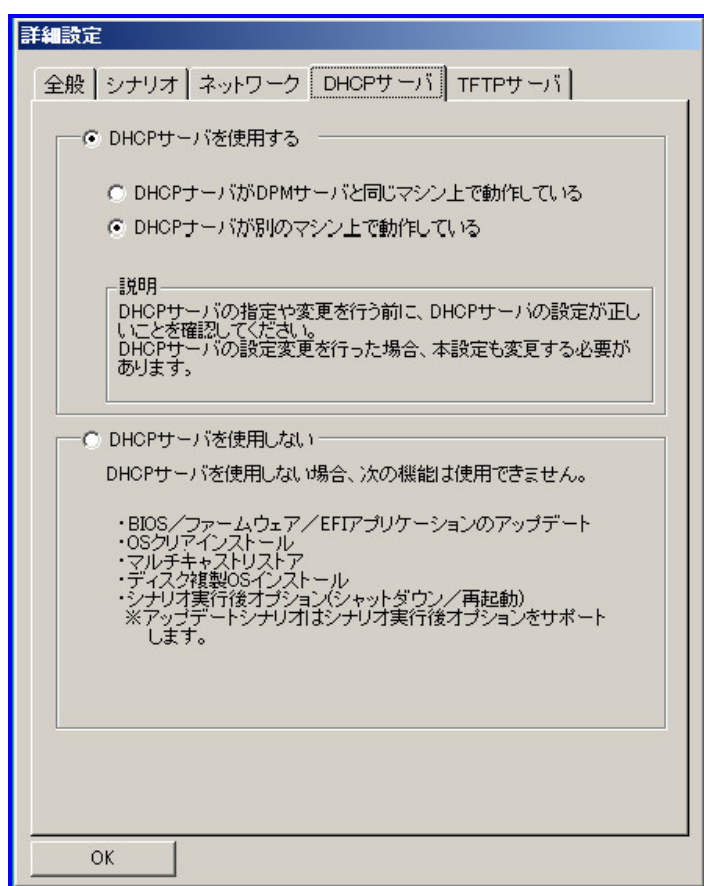 詳細設定
全般 シナリオ ネットワーク DHCPサーバ TFTPサーバ
DHCPサーバを使用する
DHCPサーバがDPMサーバと同じマシン上で動作している
DHCPサーバが別のマシン上で動作している
説明
DHCPサーバの指定や変更を行う前に、DHCPサーバの設定が正し
いことを確認してください。
DHCPサーバの設定変更を行った場合、本設定も変更する必要が
あります。
DHCPサーバを使用しない
DHCPサーバを使用しない場合、次の機能は使用できません。
・BIOS／ファームウェア／EFIアプリケーションのアップデート
・OSクリアインストール
・マルチキャストリストア
・ディスク複製OSインストール
・シナリオ実行後オプション(シャットダウン／再起動)
※アップデートシナリオはシナリオ実行後オプションをサポート
します。
OK